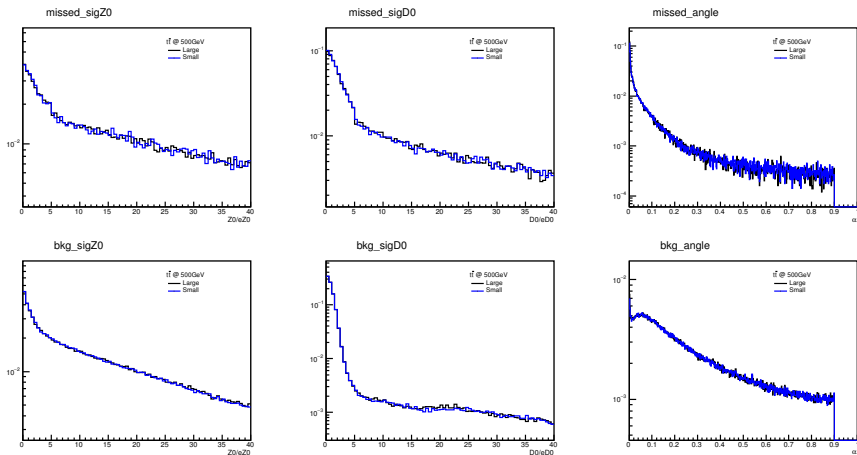 missed_sigZ0
tt̄ @ 500GeV
Large
Small
10⁻²
0 5 10 15 20 25 30 35 40
Z0/eZ0
missed_sigD0
tt̄ @ 500GeV
Large
Small
10⁻¹
10⁻²
0 5 10 15 20 25 30 35 40
D0/eD0
missed_angle
tt̄ @ 500GeV
Large
Small
10⁻¹
10⁻²
10⁻³
10⁻⁴
0 0.1 0.2 0.3 0.4 0.5 0.6 0.7 0.8 0.9 1
α
bkg_sigZ0
tt̄ @ 500GeV
Large
Small
10⁻²
0 5 10 15 20 25 30 35 40
Z0/eZ0
bkg_sigD0
tt̄ @ 500GeV
Large
Small
10⁻¹
10⁻²
10⁻³
0 5 10 15 20 25 30 35 40
D0/eD0
bkg_angle
tt̄ @ 500GeV
Large
Small
10⁻²
10⁻³
0 0.1 0.2 0.3 0.4 0.5 0.6 0.7 0.8 0.9 1
α